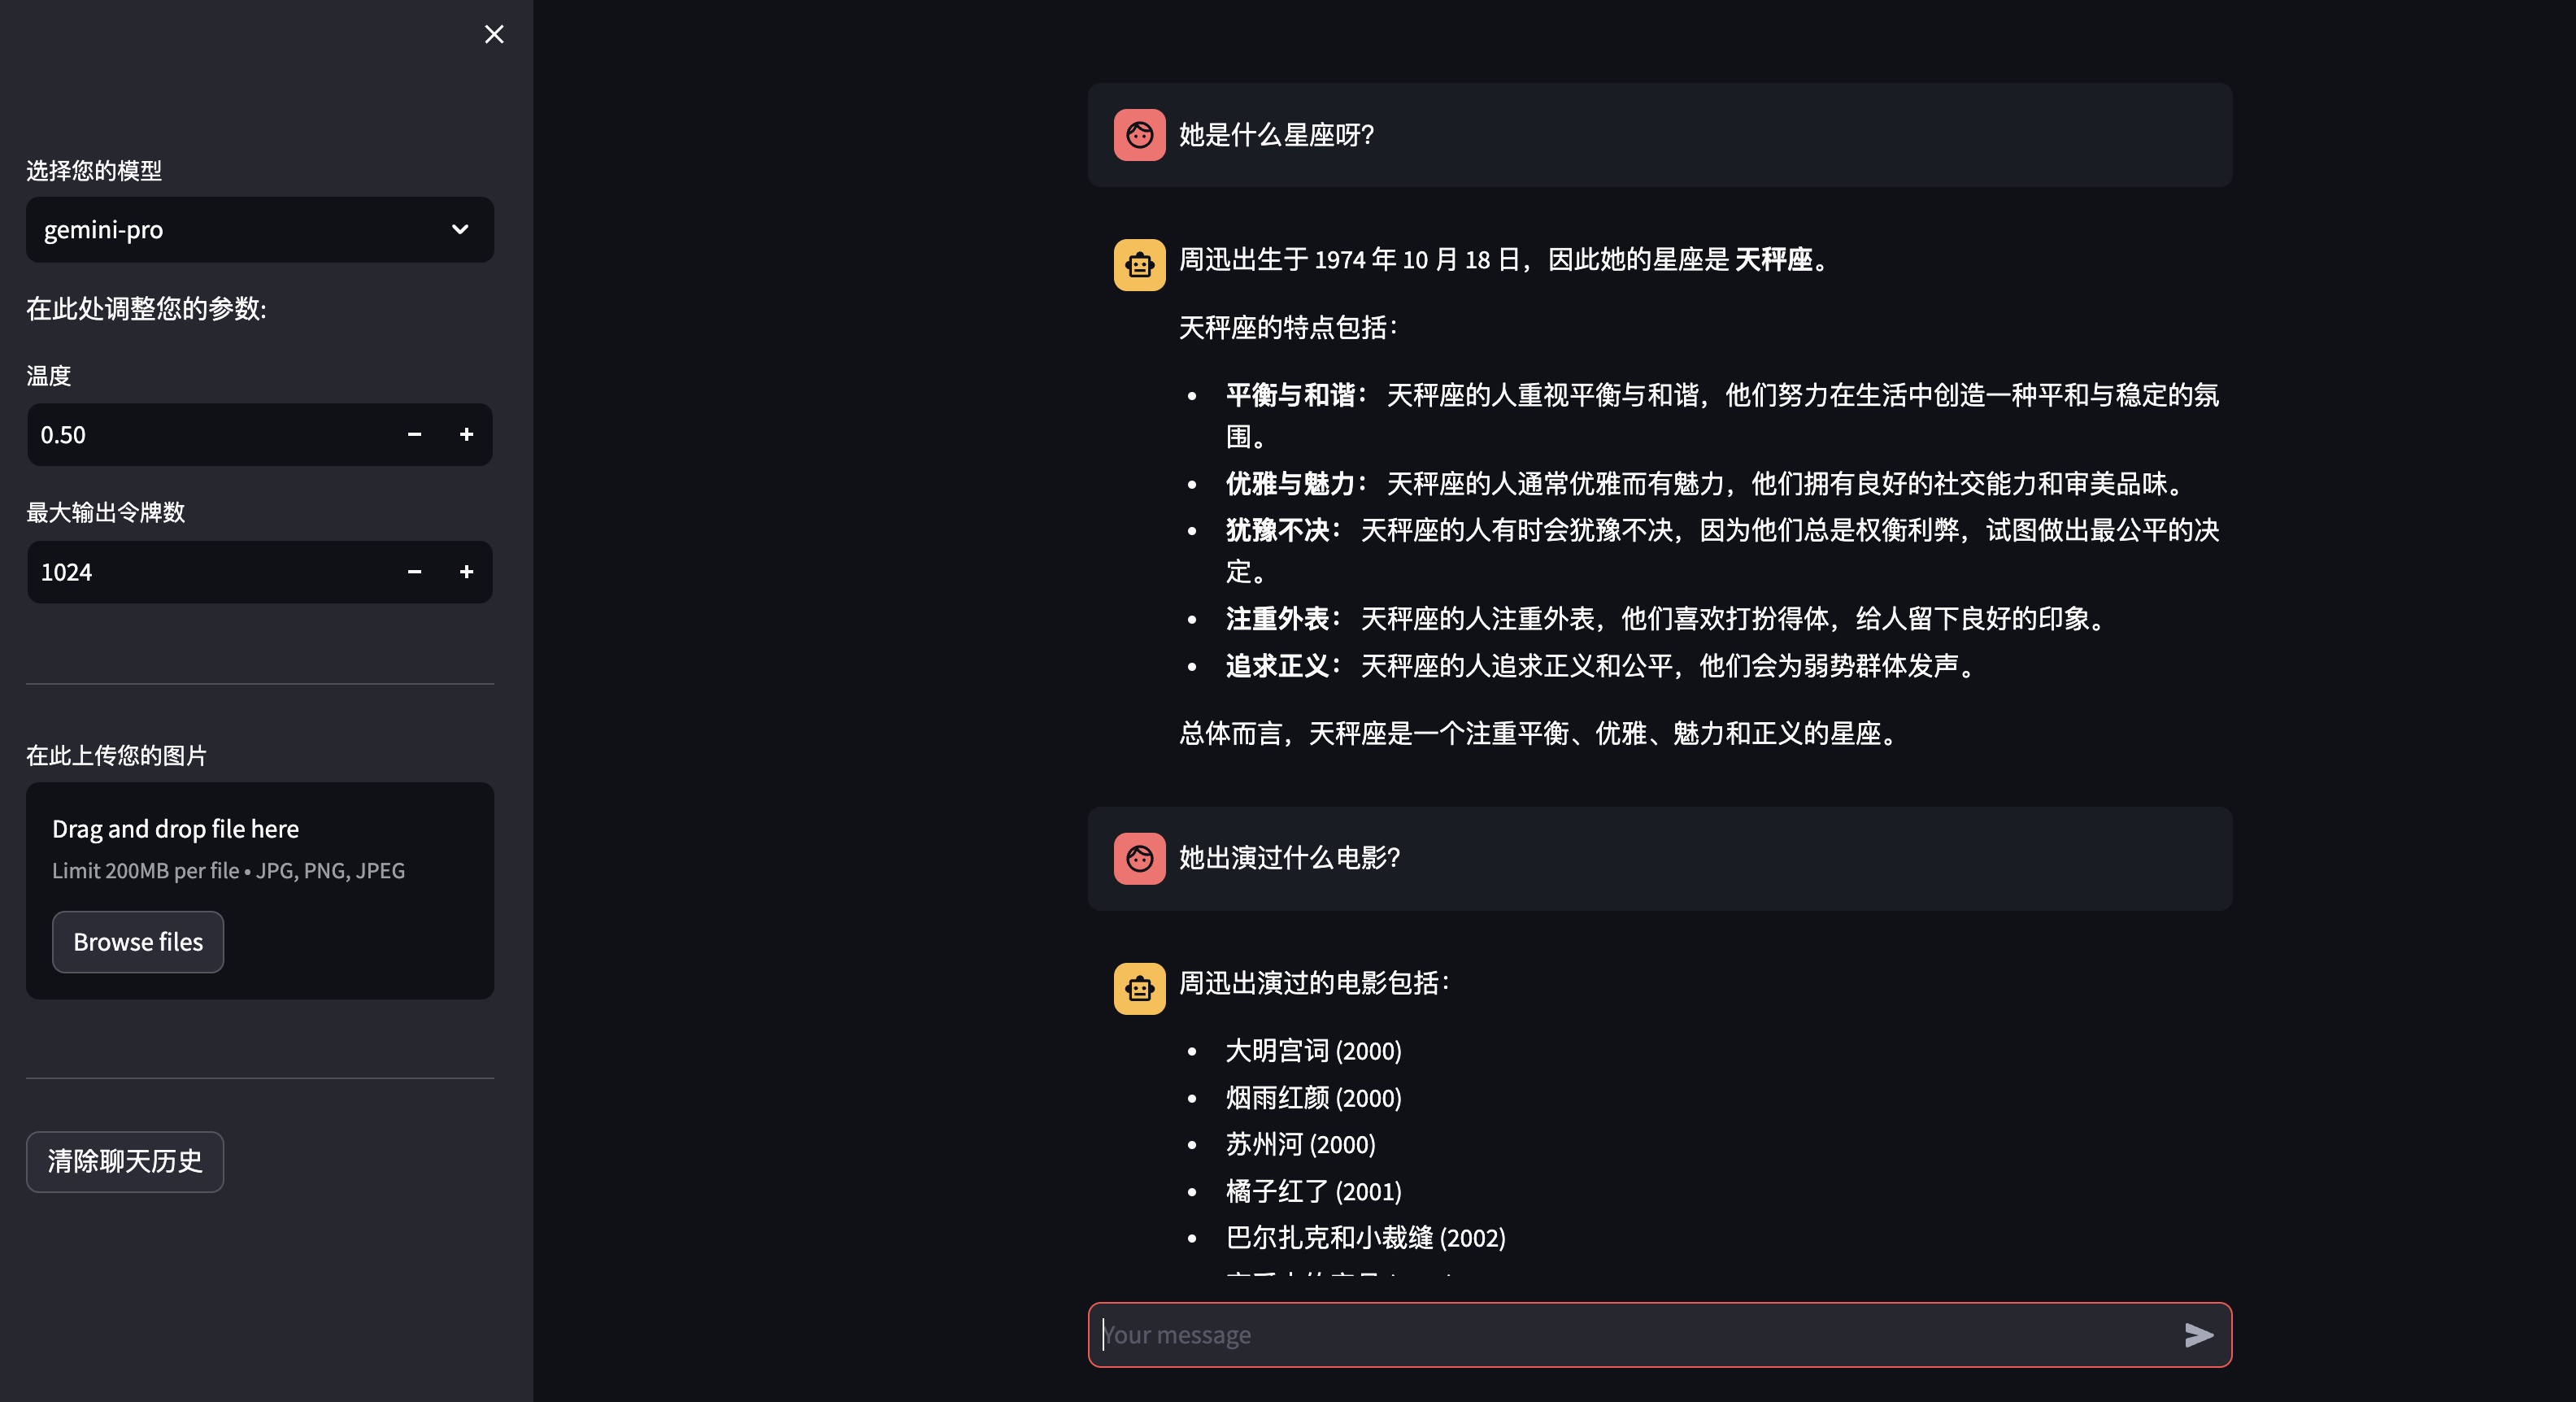 选择您的模型
gemini-pro
在此处调整您的参数:
温度
0.50
最大输出令牌数
1024
在此上传您的图片
Drag and drop file here
Limit 200MB per file • JPG, PNG, JPEG
Browse files
清除聊天历史
她是什么星座呀?
周迅出生于 1974 年 10 月 18 日，因此她的星座是 天秤座。
天秤座的特点包括：
平衡与和谐： 天秤座的人重视平衡与和谐，他们努力在生活中创造一种平和与稳定的氛
围。
优雅与魅力： 天秤座的人通常优雅而有魅力，他们拥有良好的社交能力和审美品味。
犹豫不决： 天秤座的人有时会犹豫不决，因为他们总是权衡利弊，试图做出最公平的决
定。
注重外表： 天秤座的人注重外表，他们喜欢打扮得体，给人留下良好的印象。
追求正义： 天秤座的人追求正义和公平，他们会为弱势群体发声。
总体而言，天秤座是一个注重平衡、优雅、魅力和正义的星座。
她出演过什么电影?
周迅出演过的电影包括：
大明宫词 (2000)
烟雨红颜 (2000)
苏州河 (2000)
橘子红了 (2001)
巴尔扎克和小裁缝 (2002)
Your message